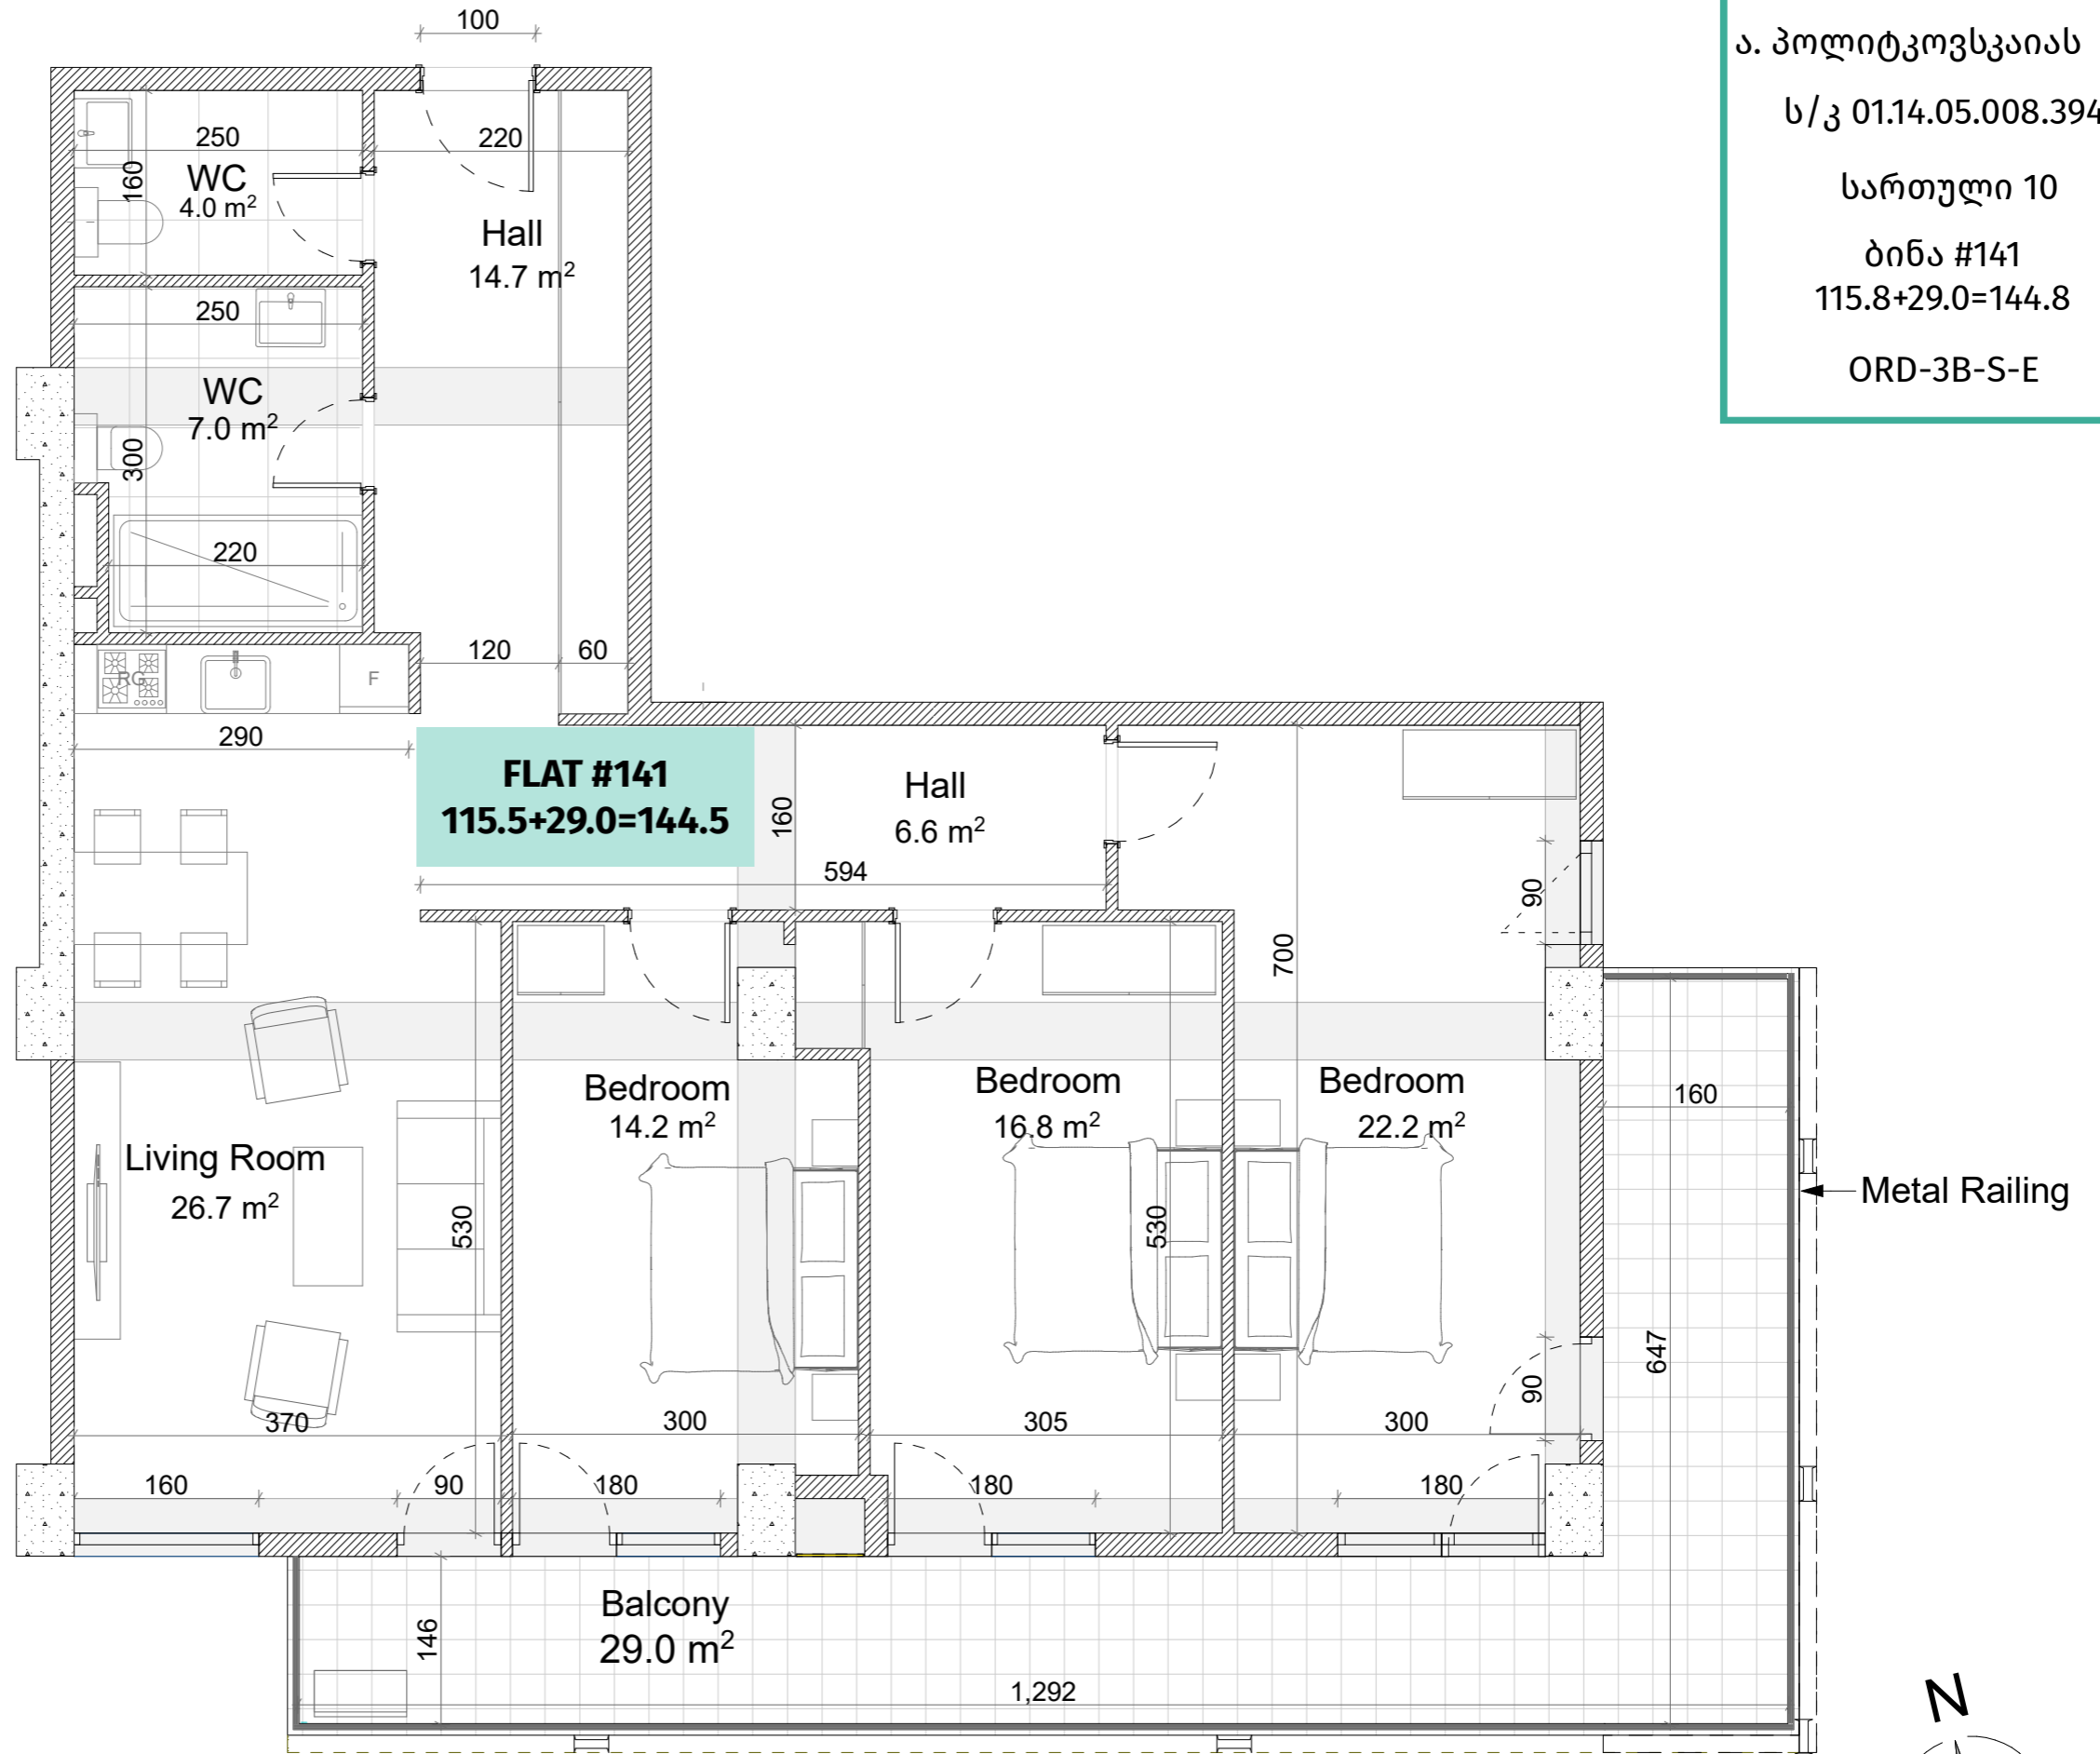 100
ა. პოლიტკოვსკაიას
ს/კ 01.14.05.008.394
სართული 10
ბინა #141
115.8+29.0=144.8
ORD-3B-S-E
250
220
160
WC
4.0 m²
Hall
14.7 m²
250
WC
7.0 m²
300
220
120
60
RG
F
290
FLAT #141
115.5+29.0=144.5
160
Hall
6.6 m²
594
90
700
Bedroom
14.2 m²
Bedroom
16.8 m²
Bedroom
22.2 m²
160
Living Room
26.7 m²
Metal Railing
530
530
647
90
370
300
305
300
160
90
180
180
180
Balcony
29.0 m²
146
1,292
N